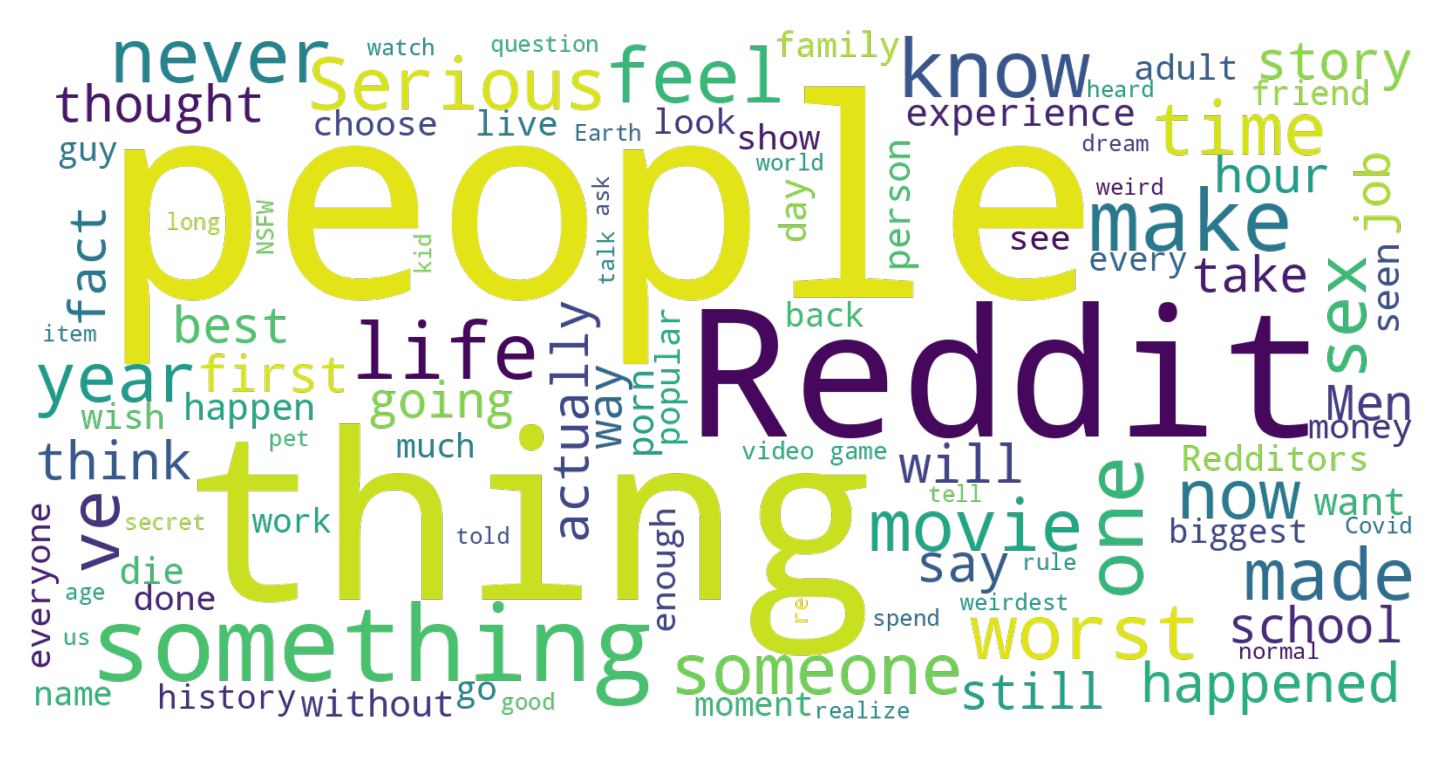 never
watch
question
family
know
adult
story
Serious
feel
heard
friend
thought
choose
live
Earth
look
show
experience
dream
time
guy
people
world
person
hour
job
fact
long
NSFW
kid
talk
ask
day
weird
make
see
every
take
sex
seen
item
best
life
actually
way
popular
porn
back
Reddit
year
first
going
wish
happen
Men
money
think
pet
much
thing
video game
will
Redditors
ve
secret
work
told
enough
tell
movie
one
now
want
say
rule
biggest
Covid
everyone
die
age
done
us
something
re
spend
weirdest
worst
made
school
normal
name
history
without
go
good
someone
moment
realize
still
happened